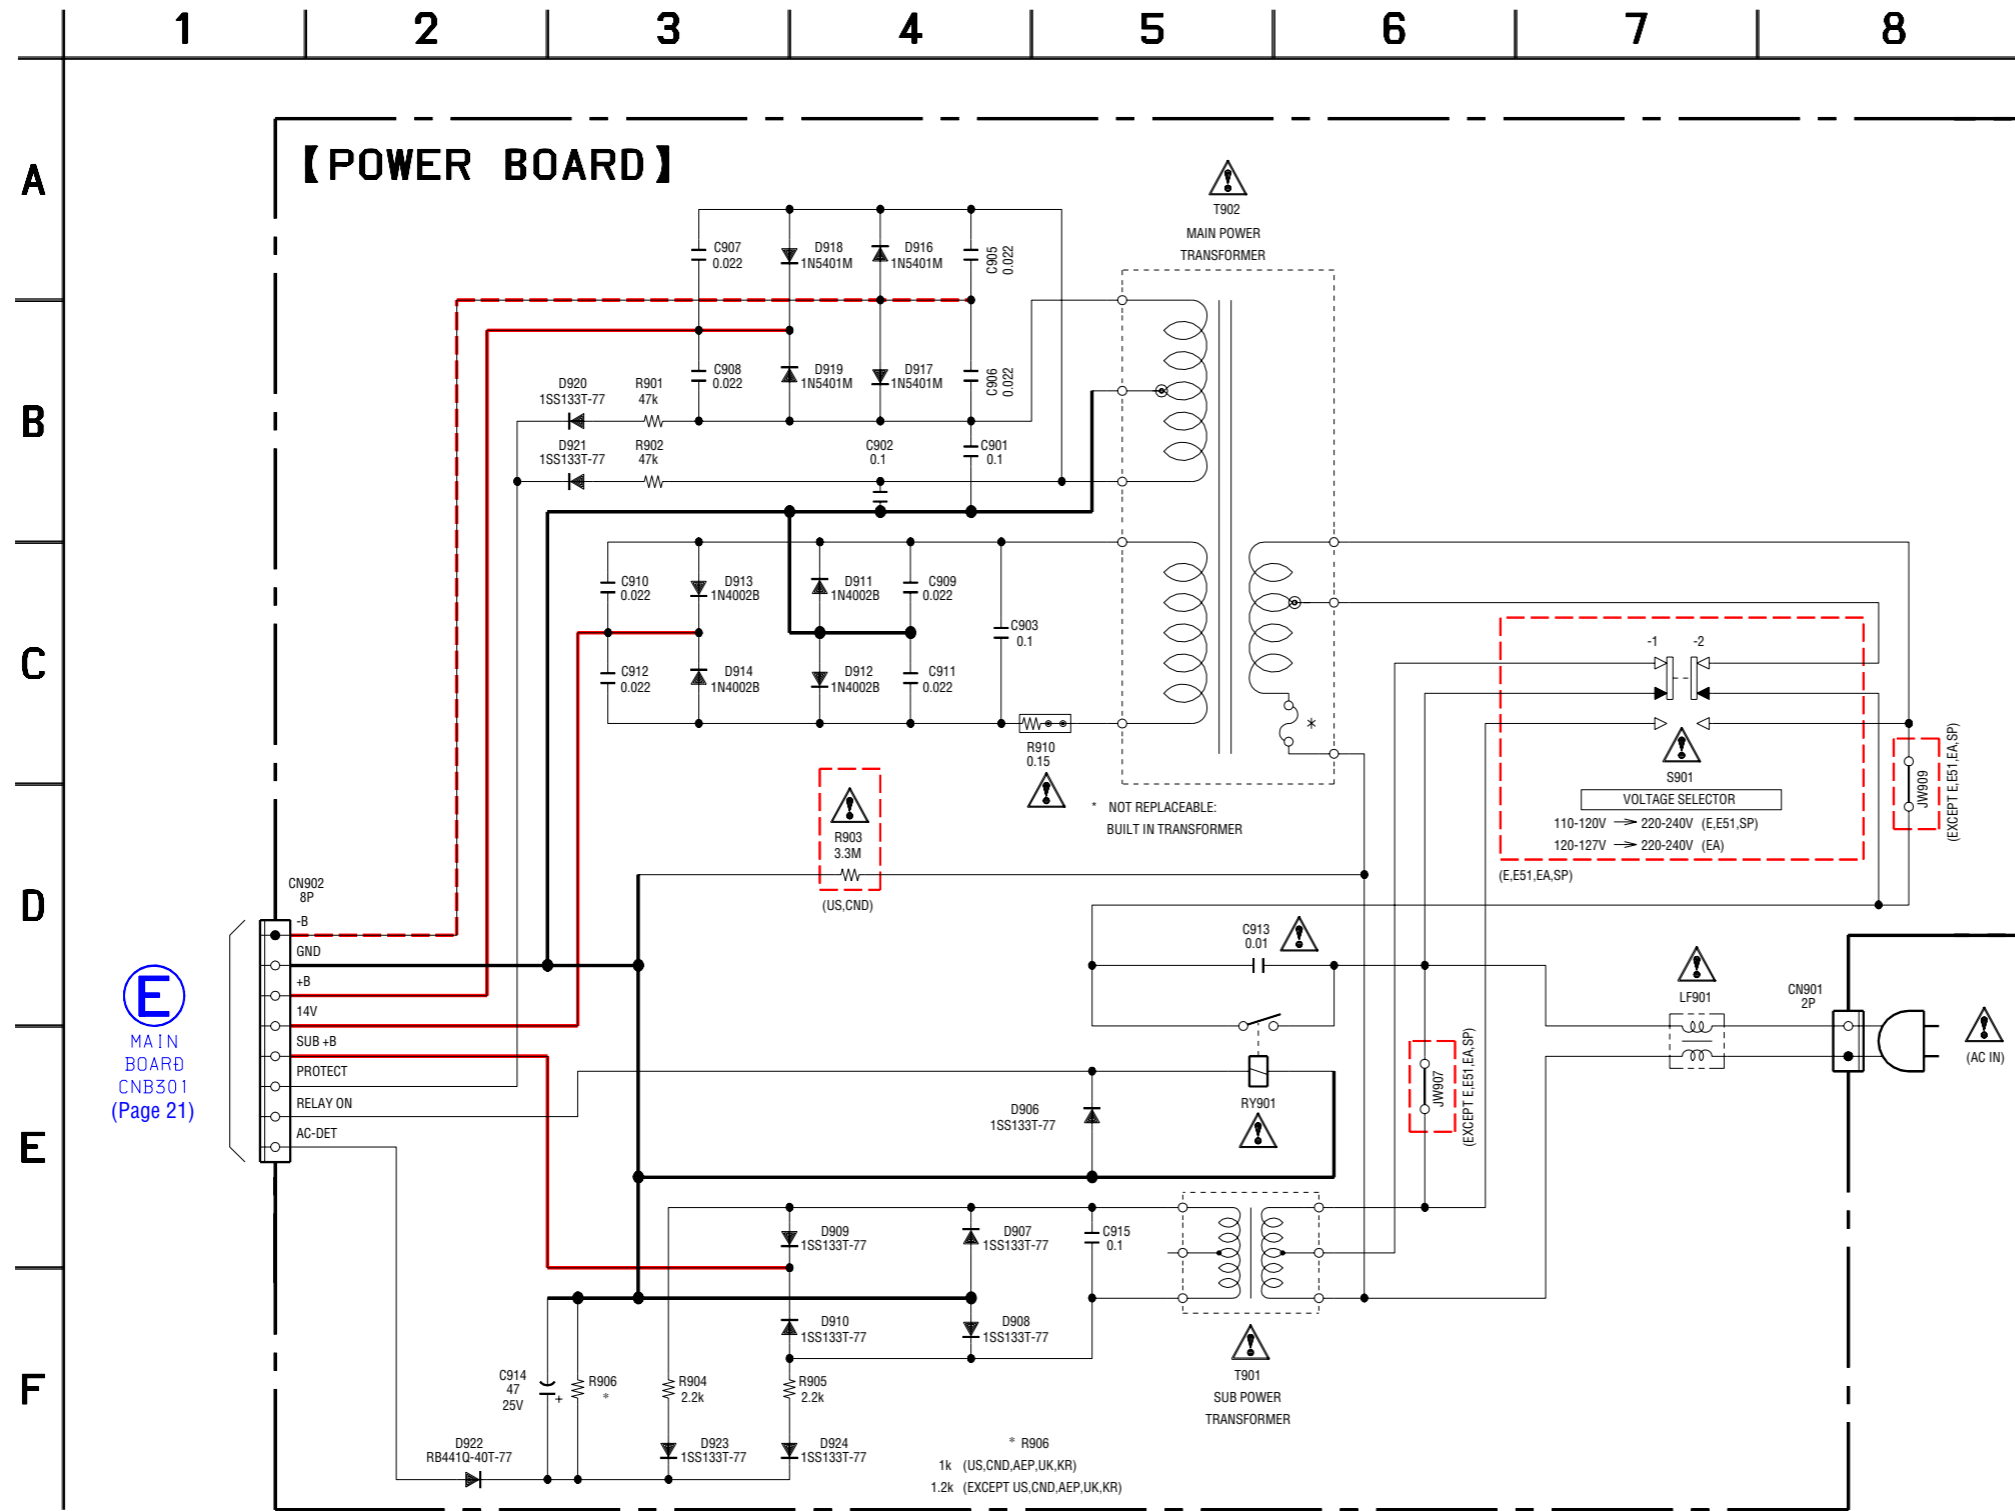 1 2 3 4 5 6 7 8
A
B
C
D
E
F
【POWER BOARD】
T902
MAIN POWER
TRANSFORMER
C907
0.022
D918
1N5401M
D916
1N5401M
C905
0.022
C908
0.022
D919
1N5401M
D917
1N5401M
C906
0.022
D920
1SS133T-77
R901
47k
D921
1SS133T-77
R902
47k
C902
0.1
C901
0.1
C910
0.022
D913
1N4002B
D911
1N4002B
C909
0.022
C903
0.1
C912
0.022
D914
1N4002B
D912
1N4002B
C911
0.022
R910
0.15
*
* NOT REPLACEABLE:
BUILT IN TRANSFORMER
-1 -2
S901
VOLTAGE SELECTOR
110-120V → 220-240V (E,E51,SP)
120-127V → 220-240V (EA)
(E,E51,EA,SP)
JW909
(EXCEPT E,E51,EA,SP)
R903
3.3M
(US,CND)
CN902
8P
-B
GND
+B
14V
SUB +B
PROTECT
RELAY ON
AC-DET
E
MAIN
BOARD
CNB301
(Page 21)
C913
0.01
LF901
CN901
2P
(AC IN)
RY901
D906
1SS133T-77
JW907
(EXCEPT E,E51,EA,SP)
D909
1SS133T-77
D907
1SS133T-77
C915
0.1
D910
1SS133T-77
D908
1SS133T-77
T901
SUB POWER
TRANSFORMER
C914
47
25V
+
R906
*
R904
2.2k
R905
2.2k
D922
RB441Q-40T-77
D923
1SS133T-77
D924
1SS133T-77
* R906
1k (US,CND,AEP,UK,KR)
1.2k (EXCEPT US,CND,AEP,UK,KR)